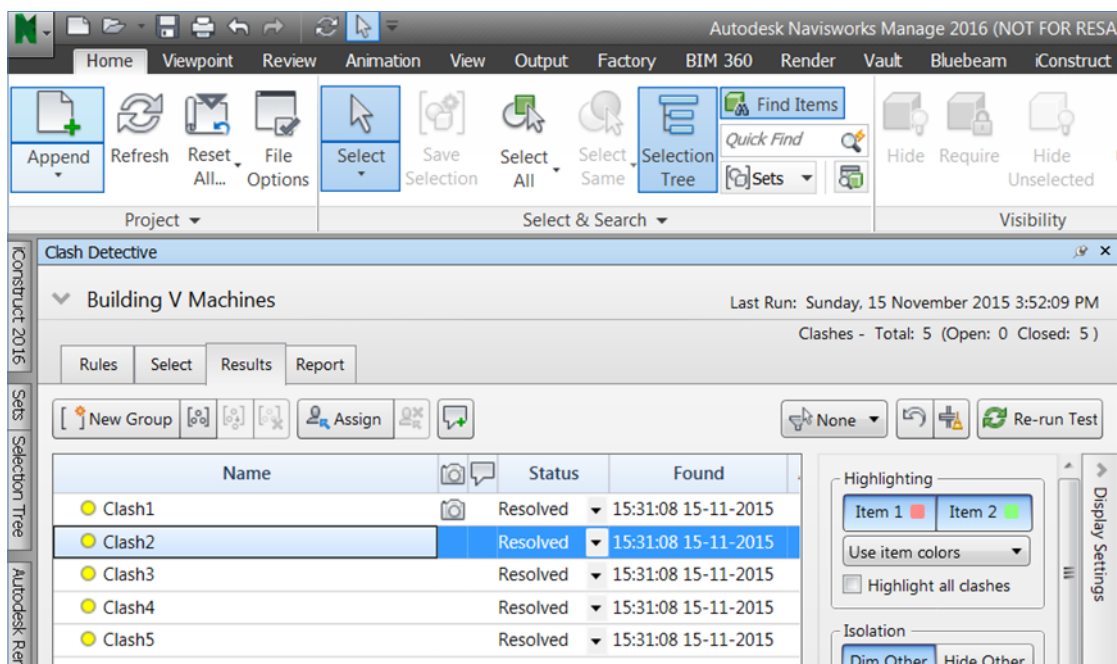 Autodesk Navisworks Manage 2016 (NOT FOR RESA
Home Viewpoint Review Animation View Output Factory BIM 360 Render Vault Bluebeam iConstruct
Append Refresh Reset All... File Options Select Save Selection Select All Select Same Selection Tree Find Items Quick Find Sets Hide Require Hide Unselected
Project Select & Search Visibility
Clash Detective
Building V Machines Last Run: Sunday, 15 November 2015 3:52:09 PM
Clashes - Total: 5 (Open: 0 Closed: 5 )
Rules Select Results Report
New Group Assign None Re-run Test
Name Status Found
Clash1 Resolved 15:31:08 15-11-2015
Clash2 Resolved 15:31:08 15-11-2015
Clash3 Resolved 15:31:08 15-11-2015
Clash4 Resolved 15:31:08 15-11-2015
Clash5 Resolved 15:31:08 15-11-2015
Highlighting
Item 1 Item 2
Use item colors
Highlight all clashes
Isolation
Dim Other Hide Other
Display Settings
iConstruct 2016
Sets
Selection Tree
Autodesk Ren